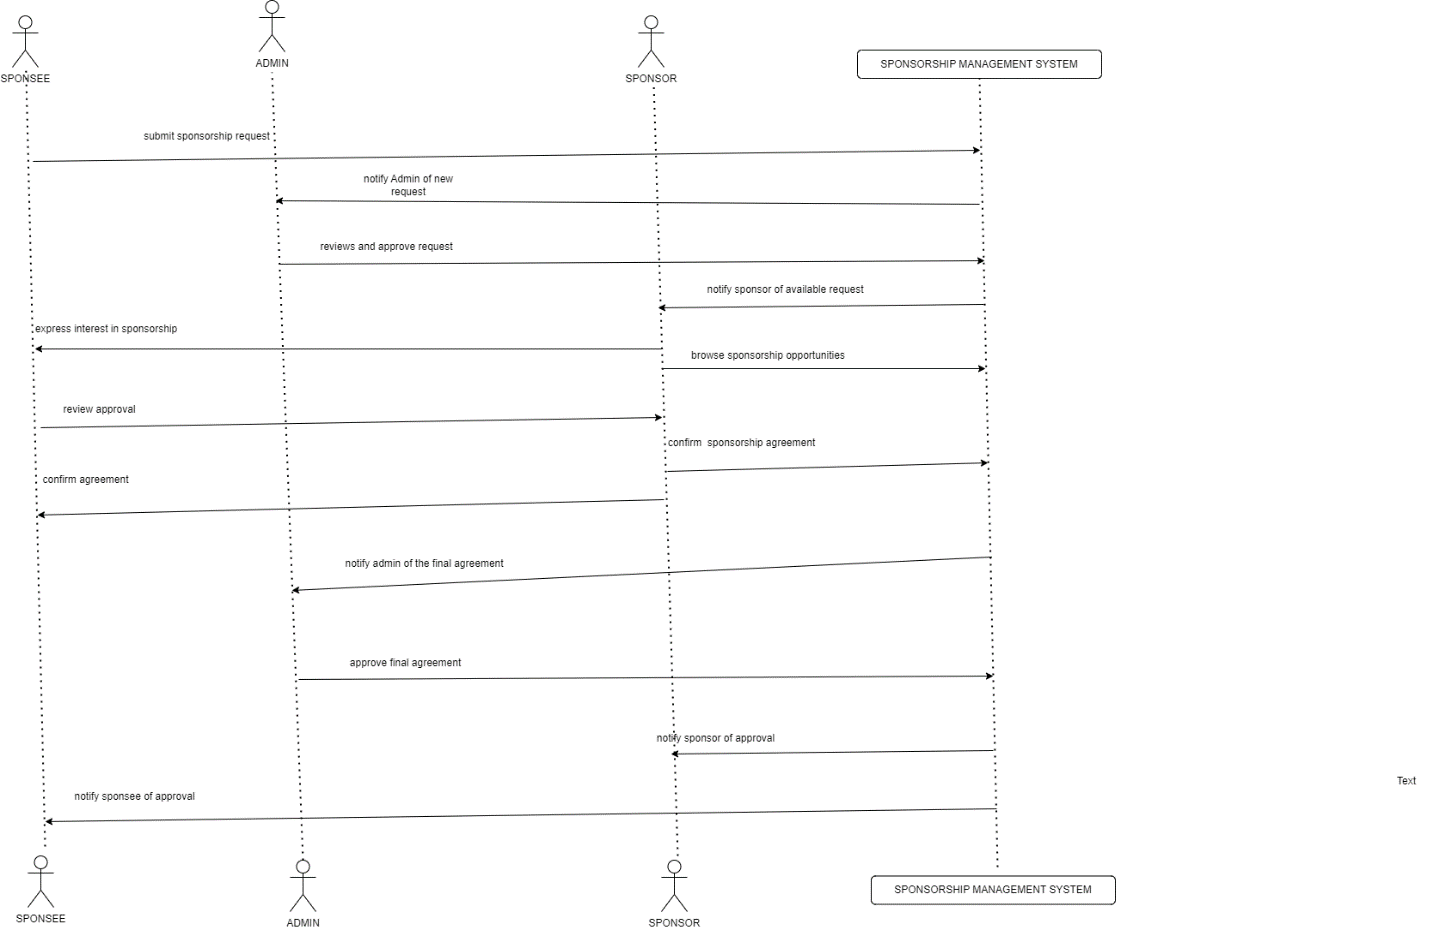 SPONSEE
ADMIN
SPONSOR
SPONSORSHIP MANAGEMENT SYSTEM
submit sponsorship request
notify Admin of new
request
reviews and approve request
notify sponsor of available request
express interest in sponsorship
browse sponsorship opportunities
review approval
confirm  sponsorship agreement
confirm agreement
notify admin of the final agreement
approve final agreement
notify sponsor of approval
Text
notify sponsee of approval
SPONSEE
ADMIN
SPONSOR
SPONSORSHIP MANAGEMENT SYSTEM